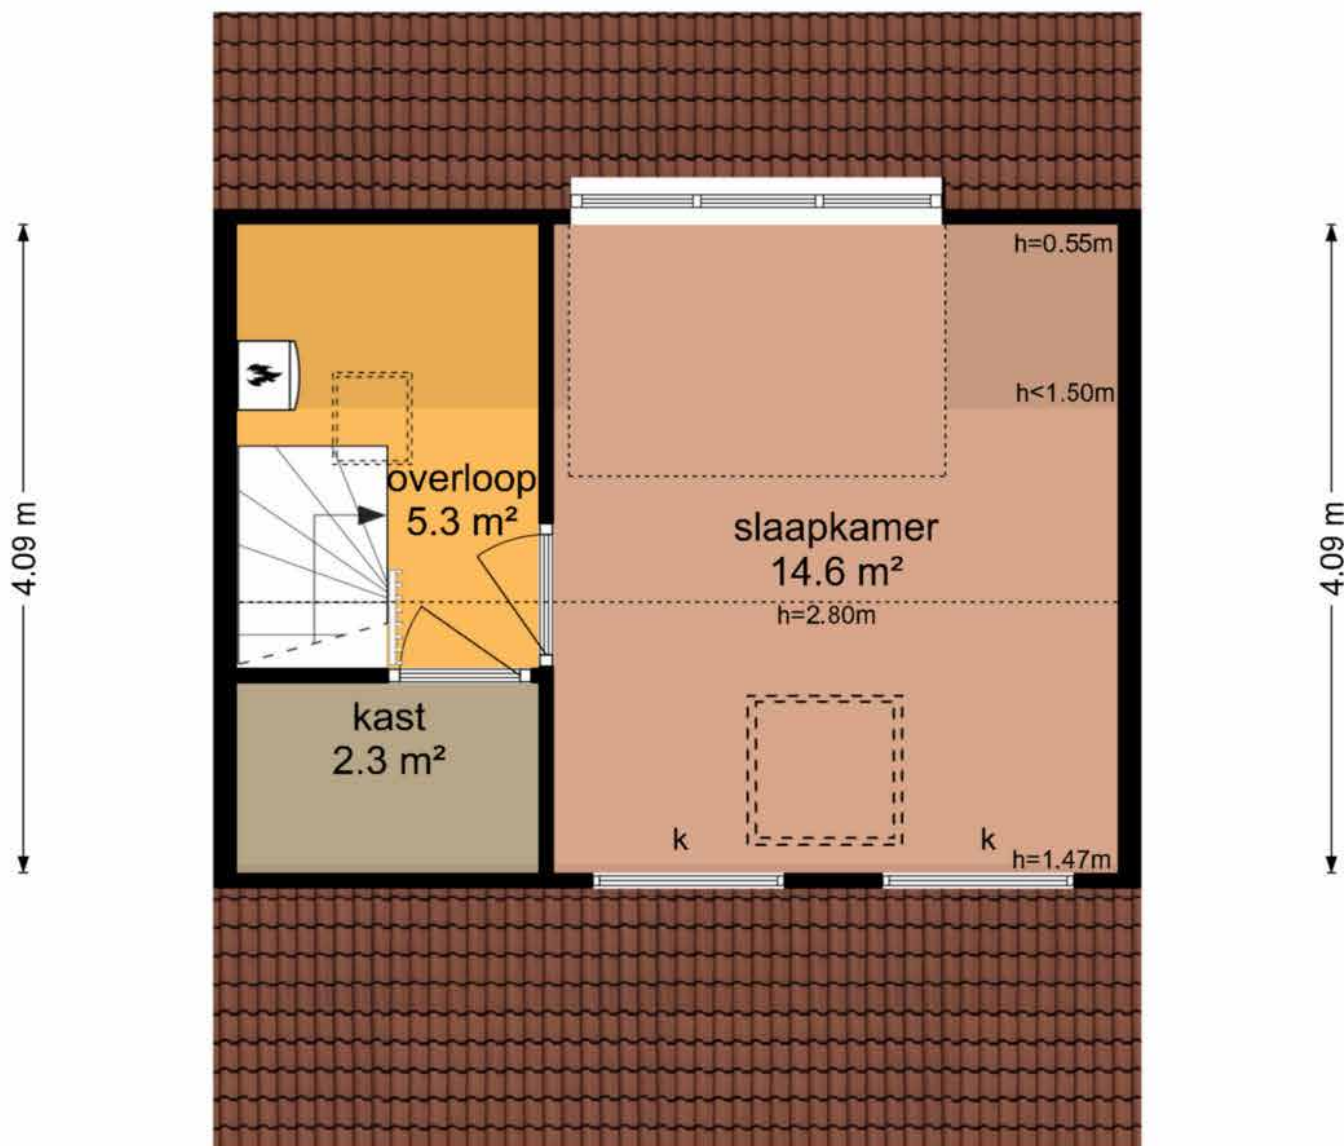 h=0.55m
h<1.50m
4.09 m
4.09 m
overloop
5.3 m²
slaapkamer
14.6 m²
h=2.80m
kast
2.3 m²
k
k
h=1.47m